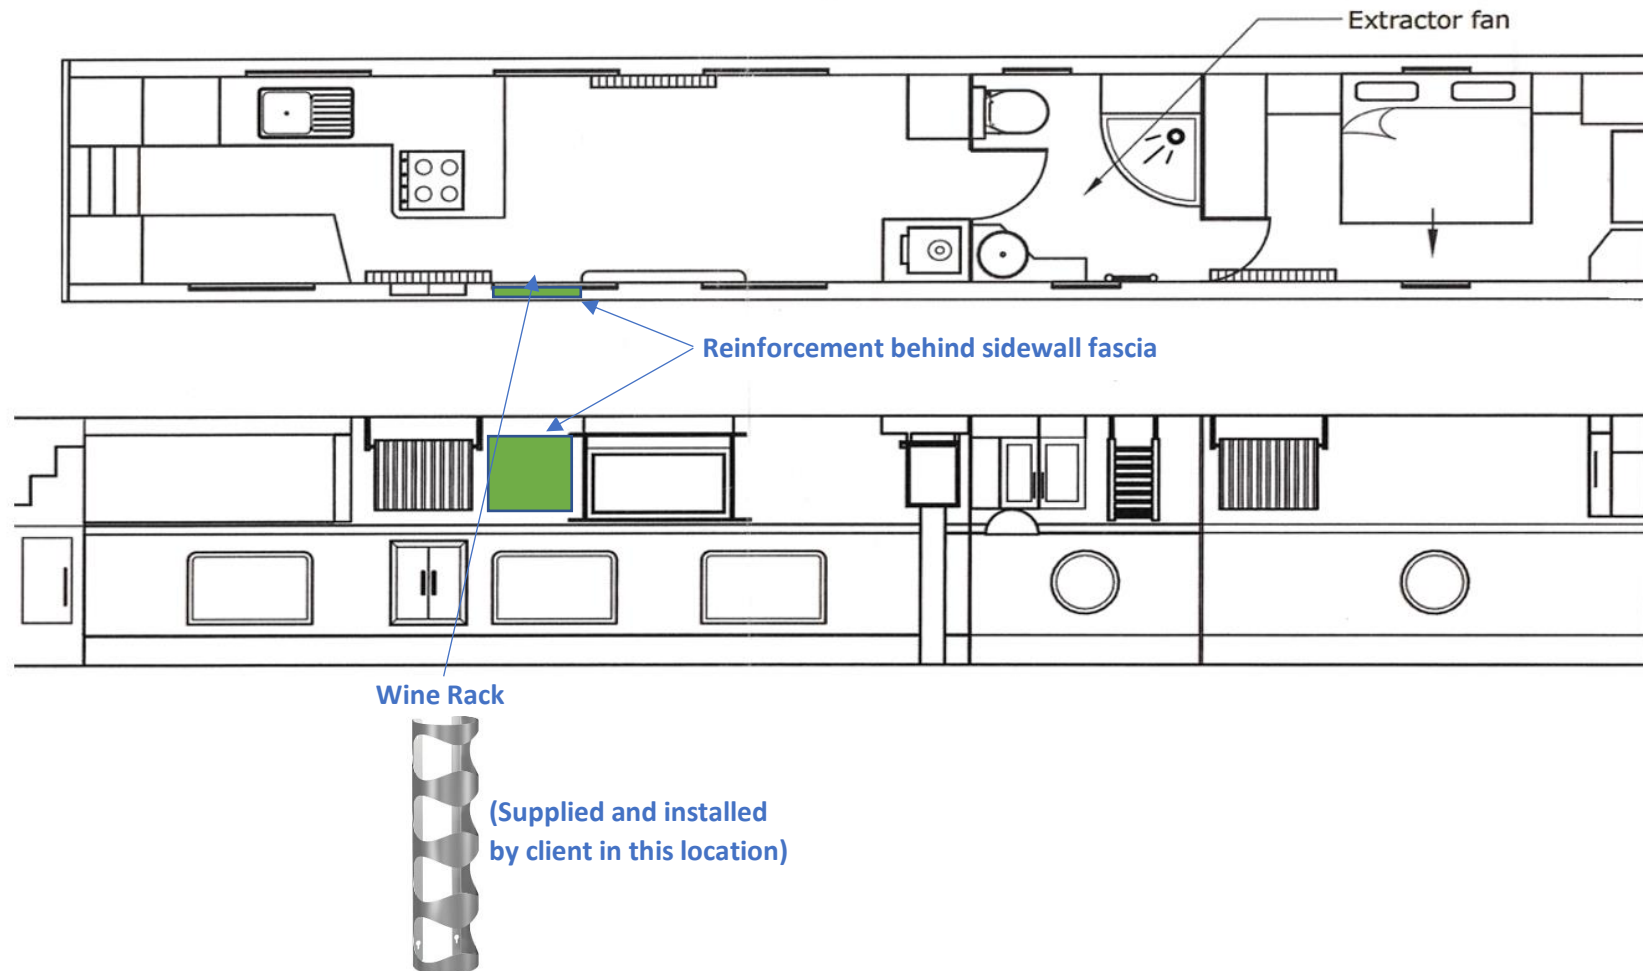 Extractor fan
Reinforcement behind sidewall fascia
Wine Rack
(Supplied and installed
by client in this location)